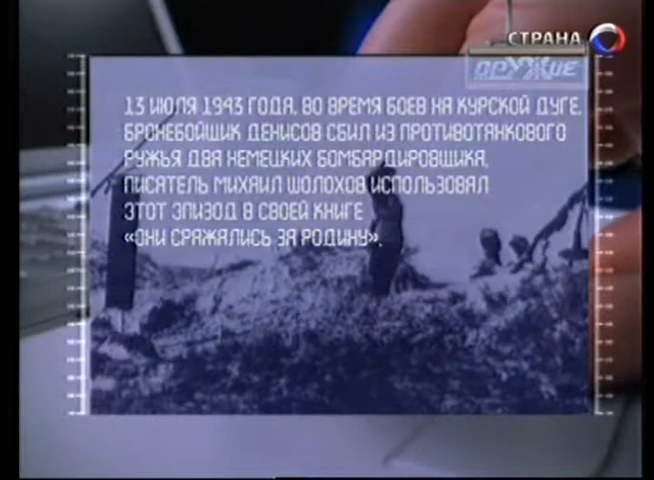 СТРАНА
ОРУЖИЕ
13 ИЮЛЯ 1943 ГОДА, ВО ВРЕМЯ БОЕВ НА КУРСКОЙ ДУГЕ,
БРОНЕБОЙЩИК ДЕНИСОВ СБИЛ ИЗ ПРОТИВОТАНКОВОГО
РУЖЬЯ ДВА НЕМЕЦКИХ БОМБАРДИРОВЩИКА.
ПИСАТЕЛЬ МИХАИЛ ШОЛОХОВ ИСПОЛЬЗОВАЛ
ЭТОТ ЭПИЗОД В СВОЕЙ КНИГЕ
«ОНИ СРАЖАЛИСЬ ЗА РОДИНУ».